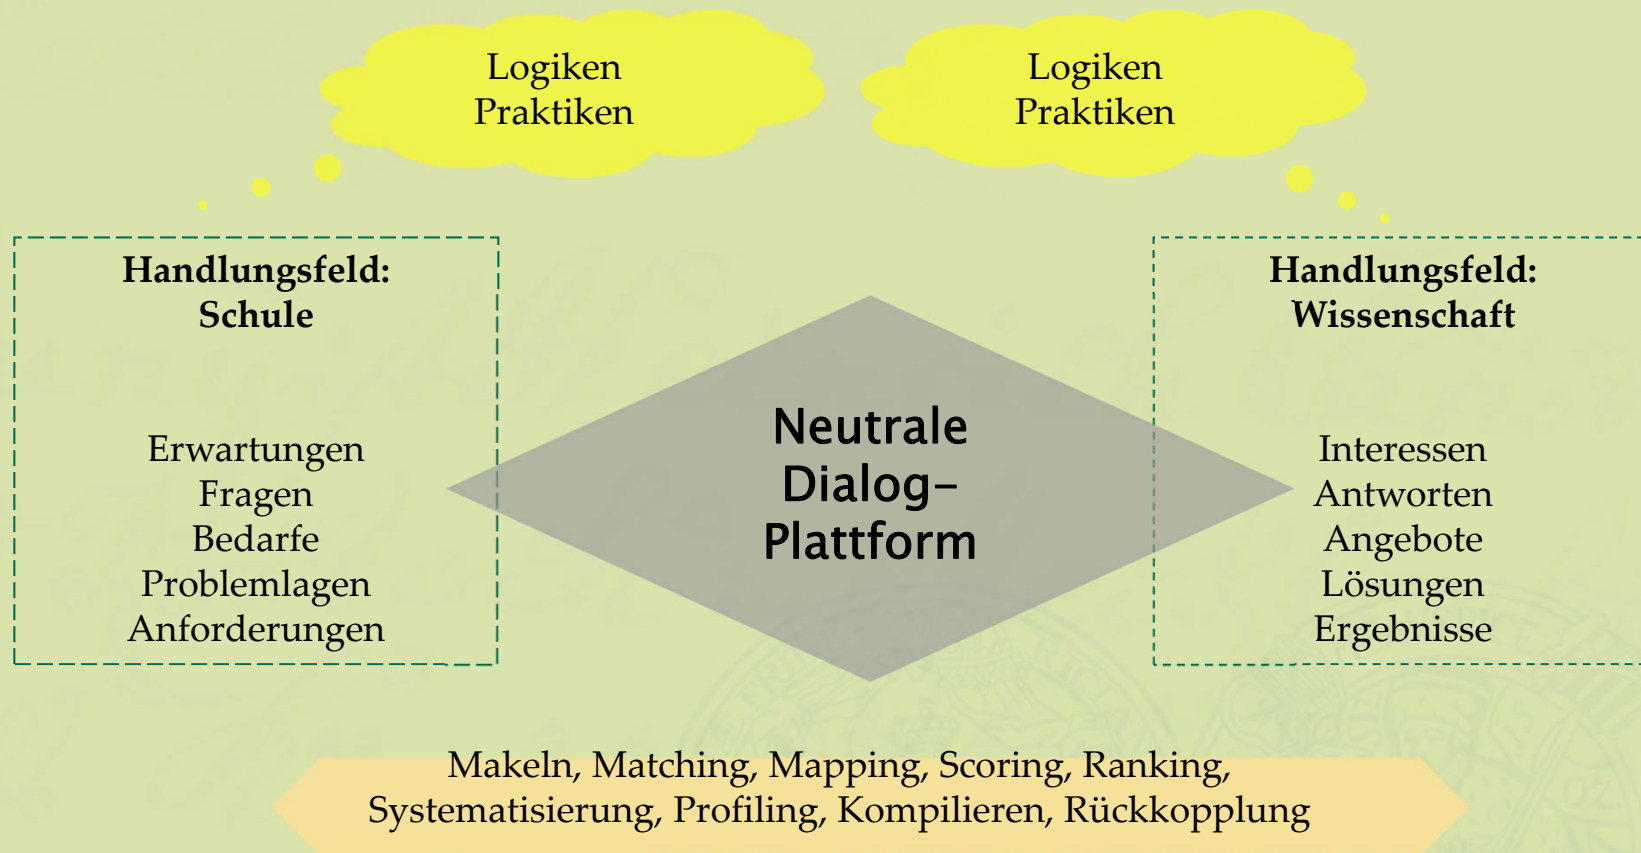 Logiken
Praktiken
Logiken
Praktiken
Handlungsfeld:
Schule
Erwartungen
Fragen
Bedarfe
Problemlagen
Anforderungen
Neutrale
Dialog-
Plattform
Handlungsfeld:
Wissenschaft
Interessen
Antworten
Angebote
Lösungen
Ergebnisse
Makeln, Matching, Mapping, Scoring, Ranking,
Systematisierung, Profiling, Kompilieren, Rückkopplung